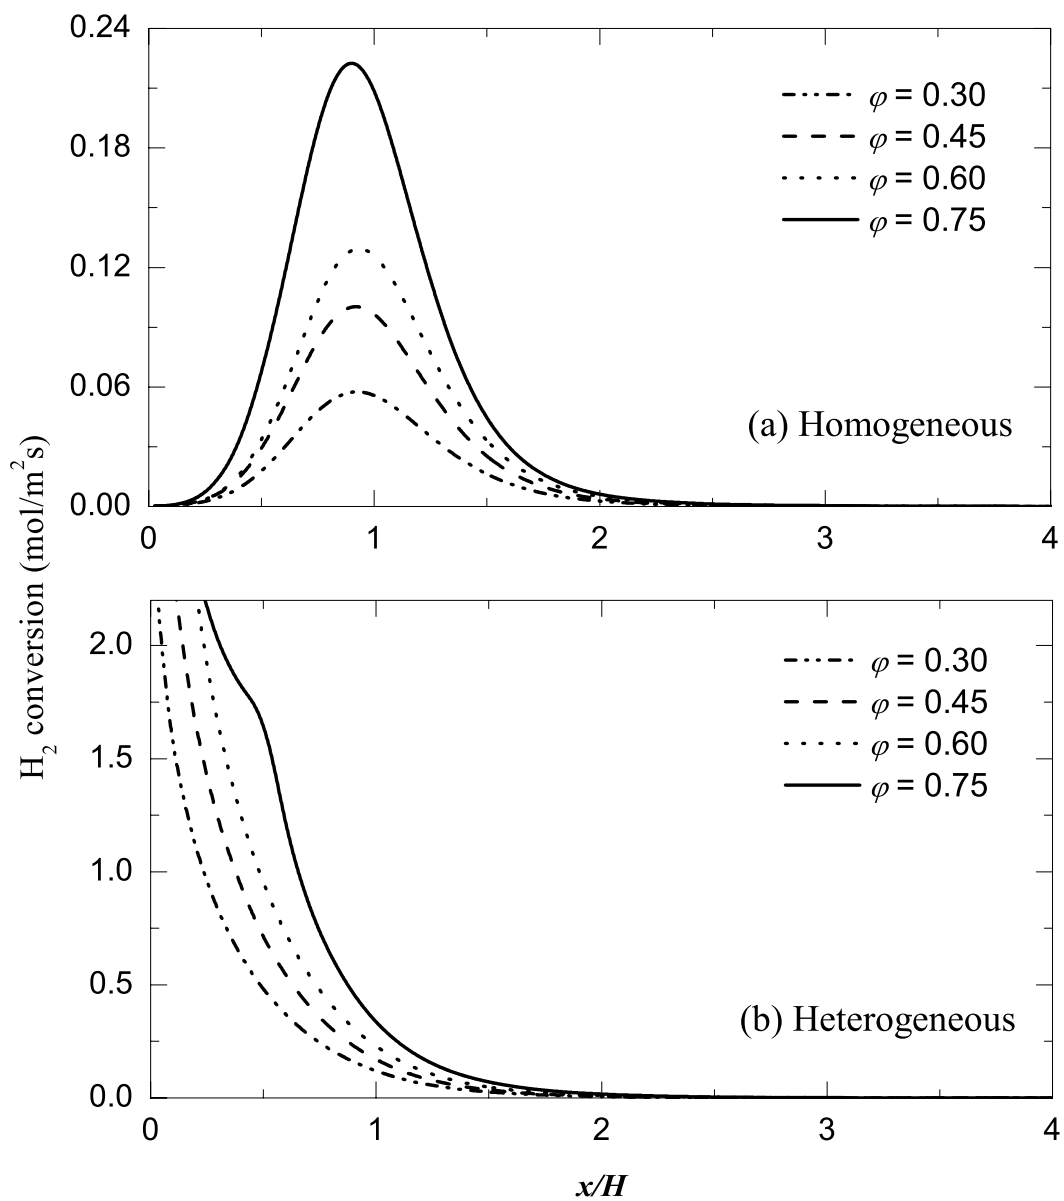 0.24
0.18
0.12
0.06
0.00
0 1 2 3 4
φ = 0.30
φ = 0.45
φ = 0.60
φ = 0.75
(a) Homogeneous
H₂ conversion (mol/m²s)
2.0
1.5
1.0
0.5
0.0
0 1 2 3 4
φ = 0.30
φ = 0.45
φ = 0.60
φ = 0.75
(b) Heterogeneous
x/H